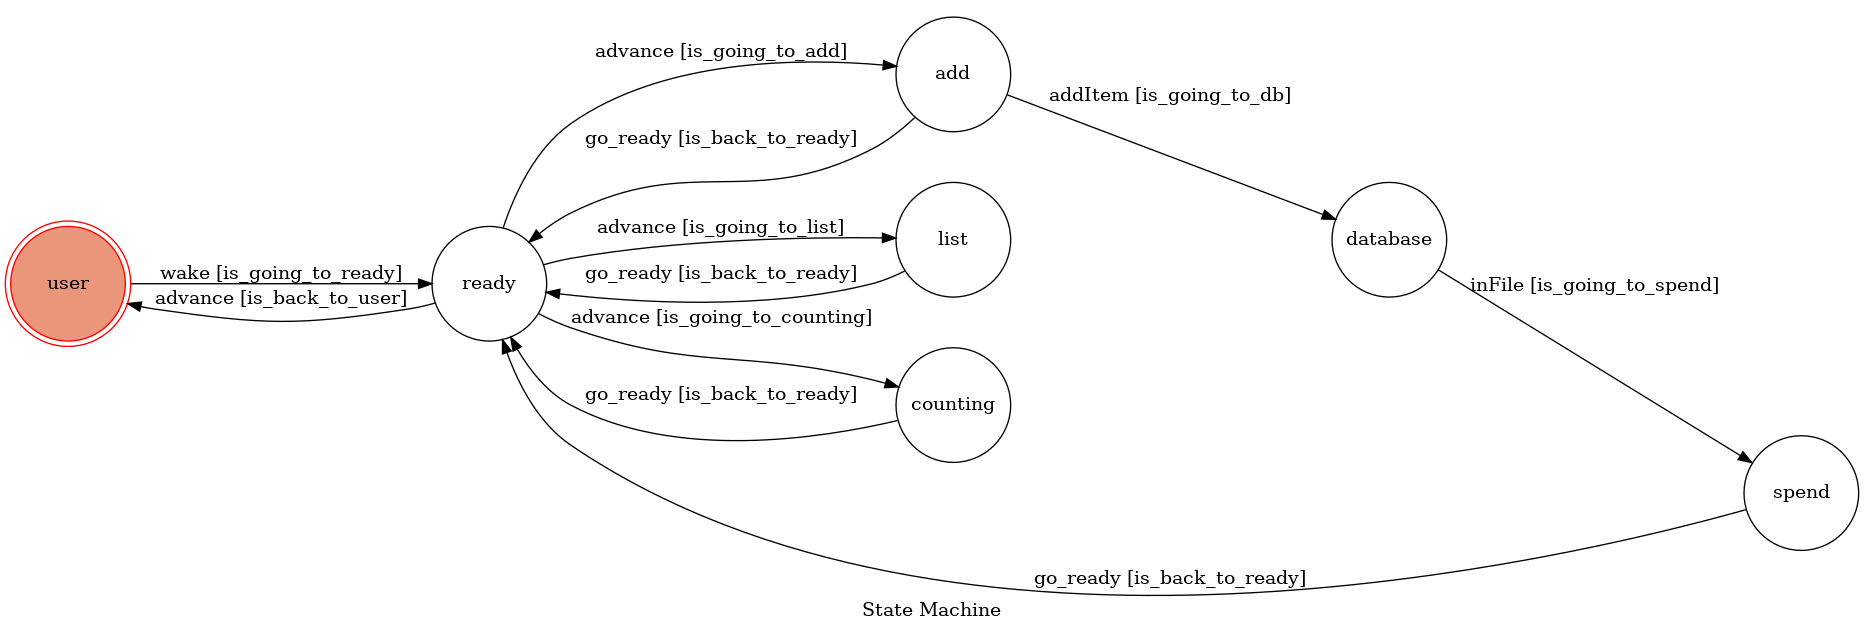 advance [is_going_to_add]
add
addItem [is_going_to_db]
go_ready [is_back_to_ready]
advance [is_going_to_list]
list
database
wake [is_going_to_ready]
go_ready [is_back_to_ready]
user
ready
inFile [is_going_to_spend]
advance [is_back_to_user]
advance [is_going_to_counting]
go_ready [is_back_to_ready]
counting
spend
go_ready [is_back_to_ready]
State Machine